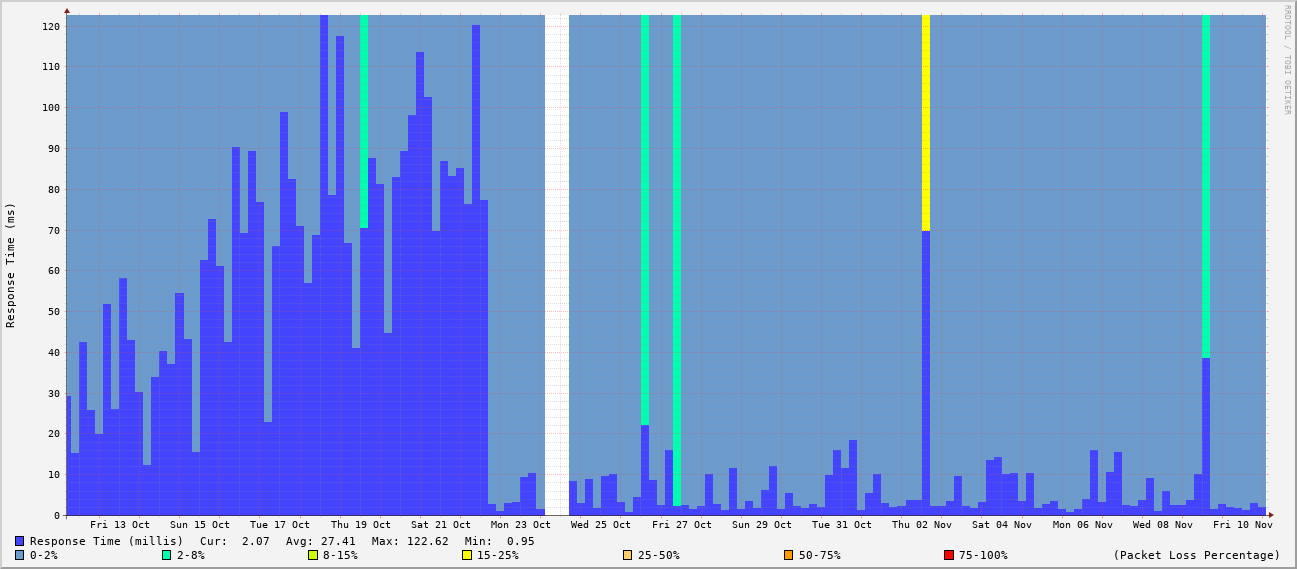 RRDTOOL / TOBI OETIKER
Response Time (ms)
120
110
100
90
80
70
60
50
40
30
20
10
0
Fri 13 Oct Sun 15 Oct Tue 17 Oct Thu 19 Oct Sat 21 Oct Mon 23 Oct Wed 25 Oct Fri 27 Oct Sun 29 Oct Tue 31 Oct Thu 02 Nov Sat 04 Nov Mon 06 Nov Wed 08 Nov Fri 10 Nov
Response Time (millis) Cur: 2.07 Avg: 27.41 Max: 122.62 Min: 0.95
0-2% 2-8% 8-15% 15-25% 25-50% 50-75% 75-100% (Packet Loss Percentage)